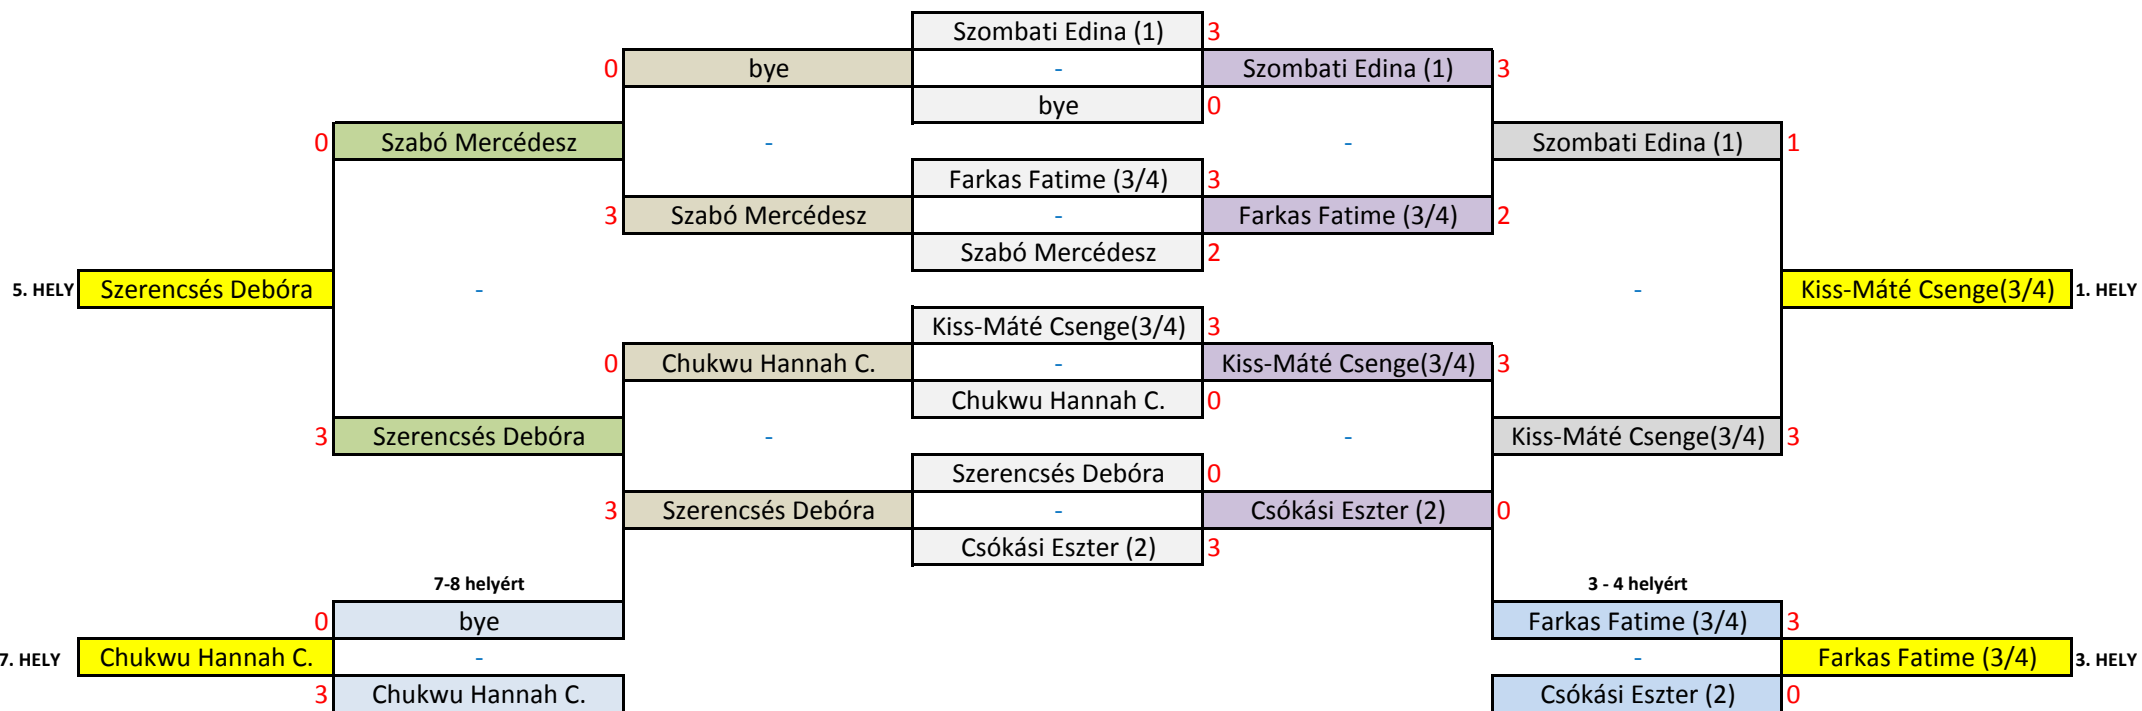 Szombati Edina (1) 3
0 bye - Szombati Edina (1) 3
bye 0
0 Szabó Mercédesz - - Szombati Edina (1) 1
Farkas Fatime (3/4) 3
3 Szabó Mercédesz - Farkas Fatime (3/4) 2
Szabó Mercédesz 2
5. HELY Szerencsés Debóra - - Kiss-Máté Csenge(3/4) 1. HELY
Kiss-Máté Csenge(3/4) 3
0 Chukwu Hannah C. - Kiss-Máté Csenge(3/4) 3
Chukwu Hannah C. 0
3 Szerencsés Debóra - - Kiss-Máté Csenge(3/4) 3
Szerencsés Debóra 0
3 Szerencsés Debóra - Csókási Eszter (2) 0
Csókási Eszter (2) 3
7-8 helyért 3 - 4 helyért
0 bye Farkas Fatime (3/4) 3
7. HELY Chukwu Hannah C. - - Farkas Fatime (3/4) 3. HELY
3 Chukwu Hannah C. Csókási Eszter (2) 0